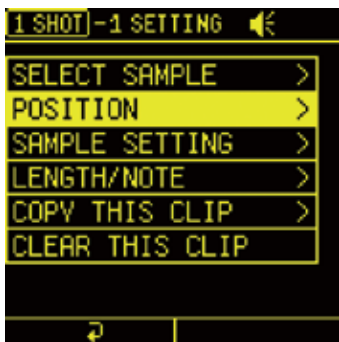 1 SHOT -1 SETTING
SELECT SAMPLE >
POSITION >
SAMPLE SETTING >
LENGTH/NOTE >
COPY THIS CLIP >
CLEAR THIS CLIP